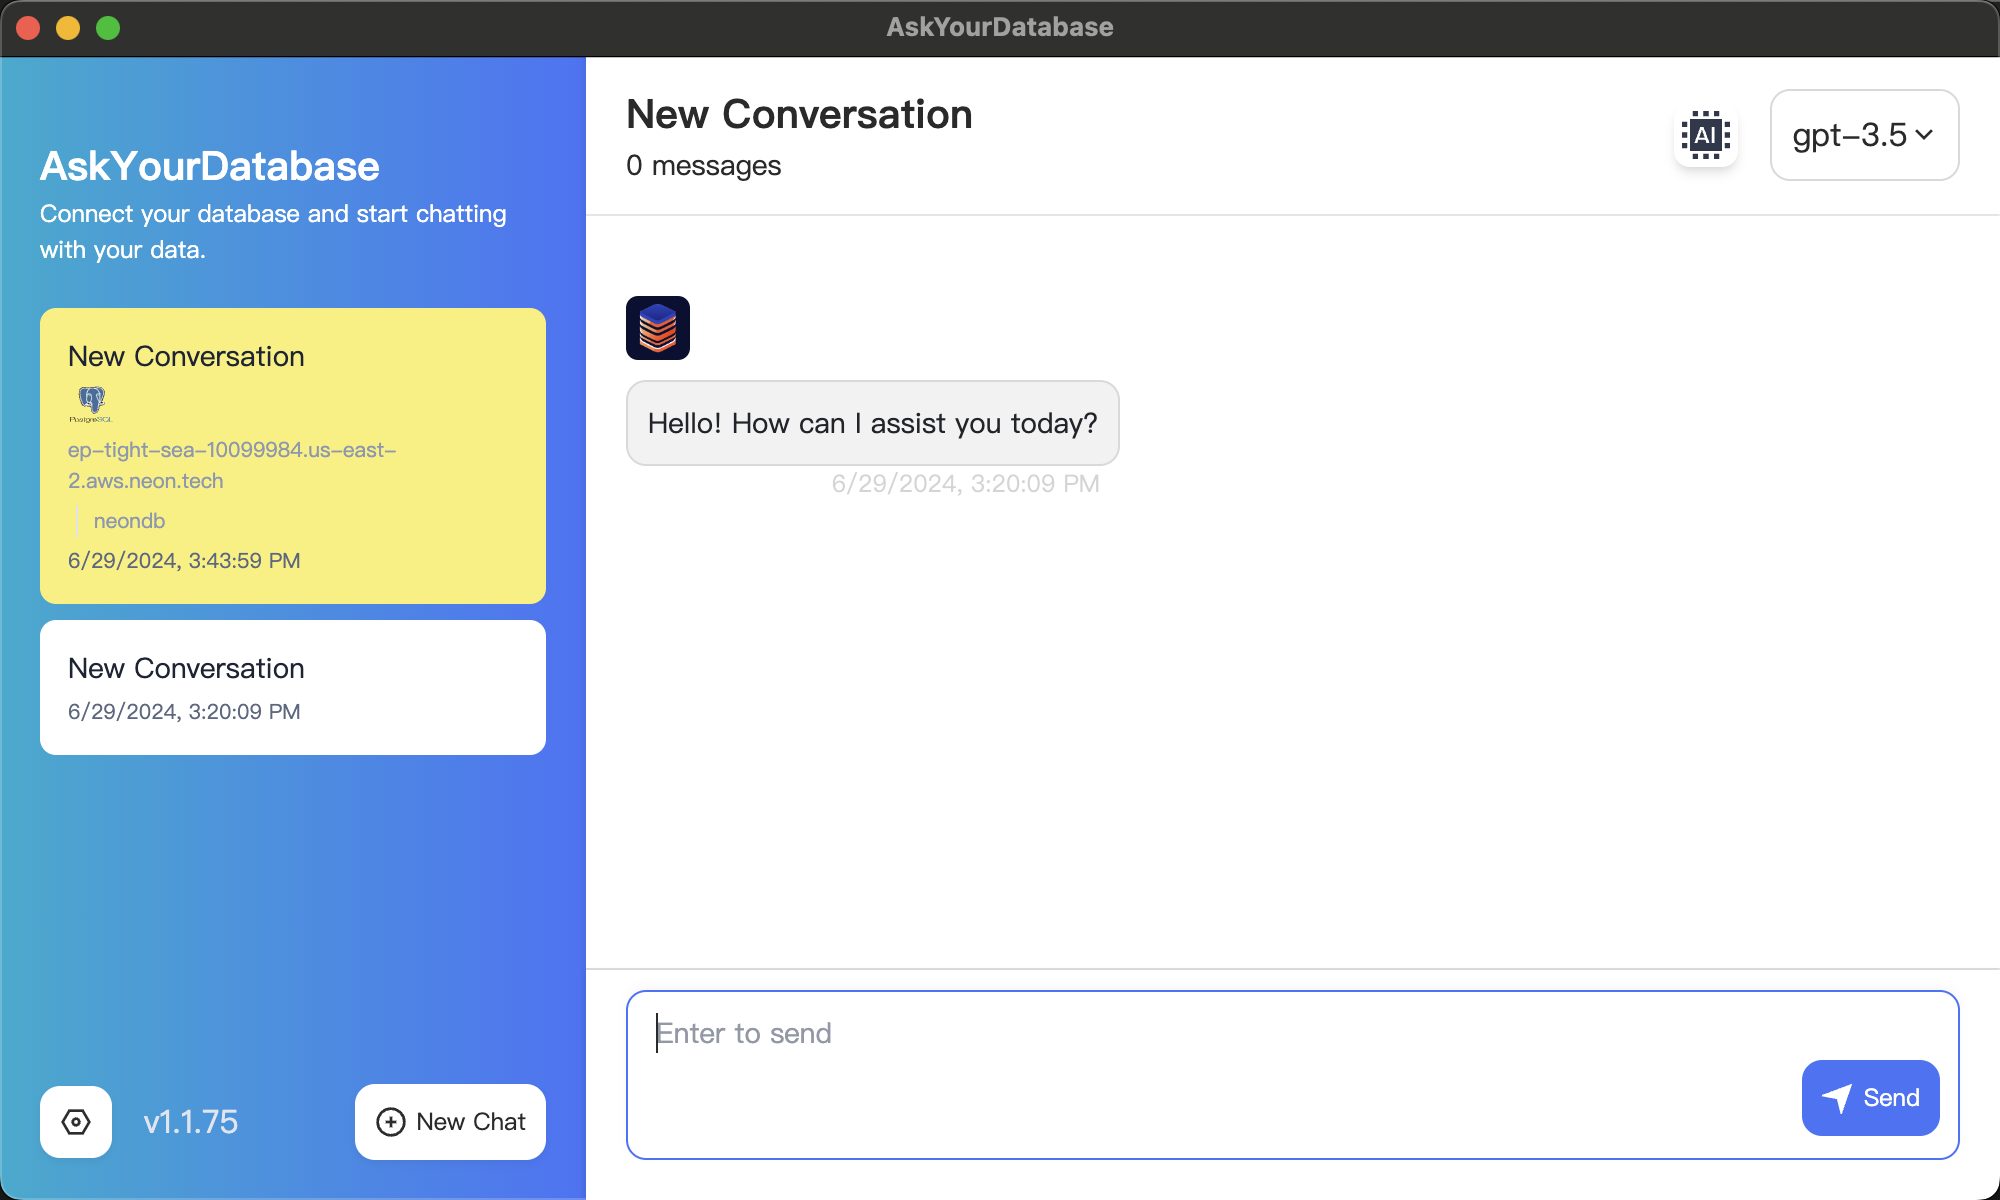 AskYourDatabase
AskYourDatabase
Connect your database and start chatting
with your data.
New Conversation
PostgreSQL
ep-tight-sea-10099984.us-east-
2.aws.neon.tech
neondb
6/29/2024, 3:43:59 PM
New Conversation
6/29/2024, 3:20:09 PM
v1.1.75
New Chat
New Conversation
0 messages
AI
gpt-3.5
Hello! How can I assist you today?
6/29/2024, 3:20:09 PM
Enter to send
Send